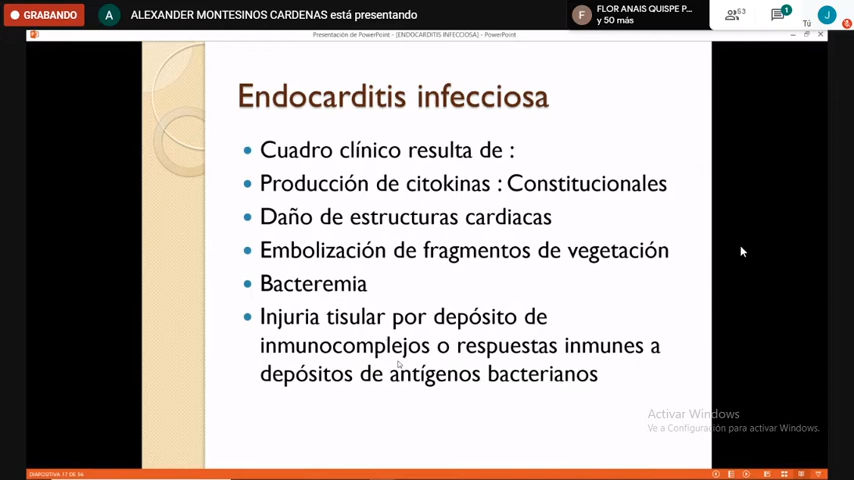 GRABANDO
A
ALEXANDER MONTESINOS CARDENAS está presentando
F
FLOR ANAIS QUISPE P...
y 50 más
53
1
Tú
J
Presentación de PowerPoint - [ENDOCARDITIS INFECCIOSA] - PowerPoint
Endocarditis infecciosa
• Cuadro clínico resulta de :
• Producción de citokinas : Constitucionales
• Daño de estructuras cardiacas
• Embolización de fragmentos de vegetación
• Bacteremia
• Injuria tisular por depósito de
inmunocomplejos o respuestas inmunes a
depósitos de antígenos bacterianos
Activar Windows
Ve a Configuración para activar Windows.
DIAPOSITIVA 17 DE 56